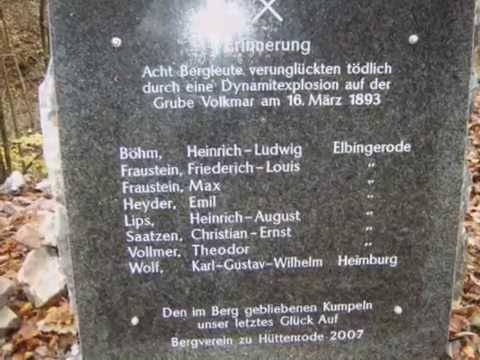 Erinnerung
Acht Bergleute verunglückten tödlich
durch eine Dynamitexplosion auf der
Grube Volkmar am 16. März 1893
Böhm, Heinrich-Ludwig Elbingerode
Fraustein, Friederich-Louis "
Fraustein, Max "
Heyder, Emil "
Lips, Heinrich-August "
Saatzen, Christian-Ernst "
Vollmer, Theodor "
Wolf, Karl-Gustav-Wilhelm Heimburg
Den im Berg gebliebenen Kumpeln
unser letztes Glück Auf
Bergverein zu Hüttenrode-2007